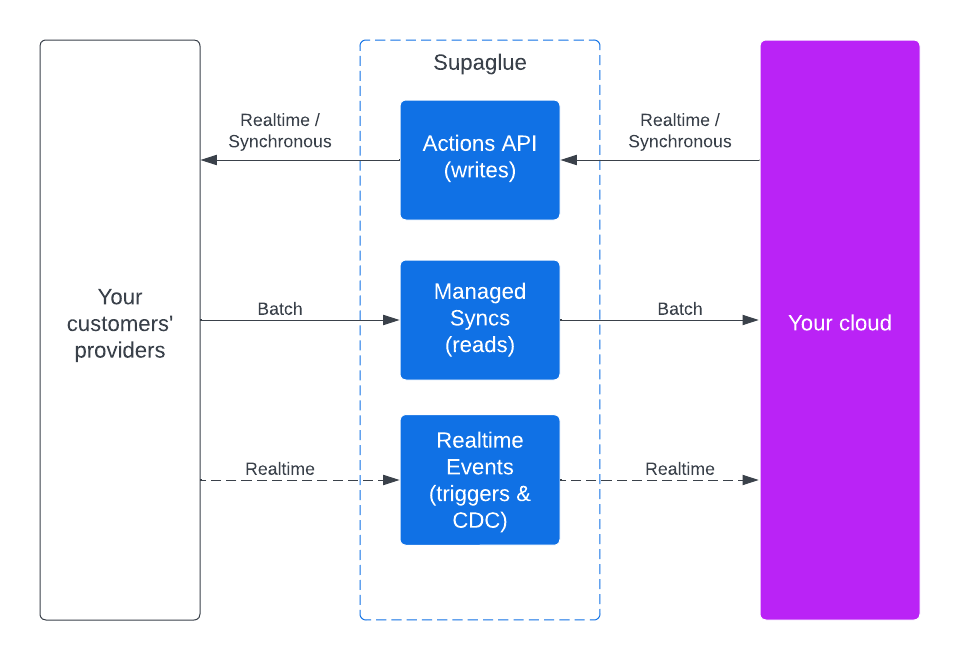 Supaglue
Realtime /
Synchronous
Actions API
(writes)
Realtime /
Synchronous
Your
customers'
providers
Batch
Managed
Syncs
(reads)
Batch
Your cloud
Realtime
Realtime
Events
(triggers &
CDC)
Realtime